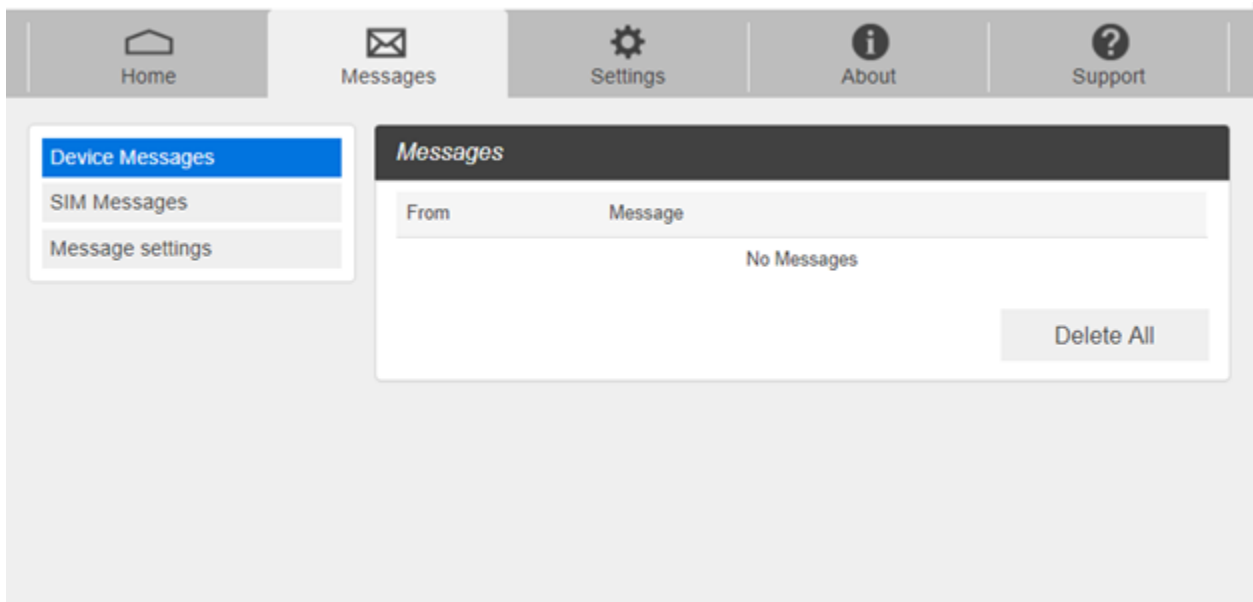 Home
Messages
Settings
About
Support
Device Messages
SIM Messages
Message settings
Messages
From Message
No Messages
Delete All